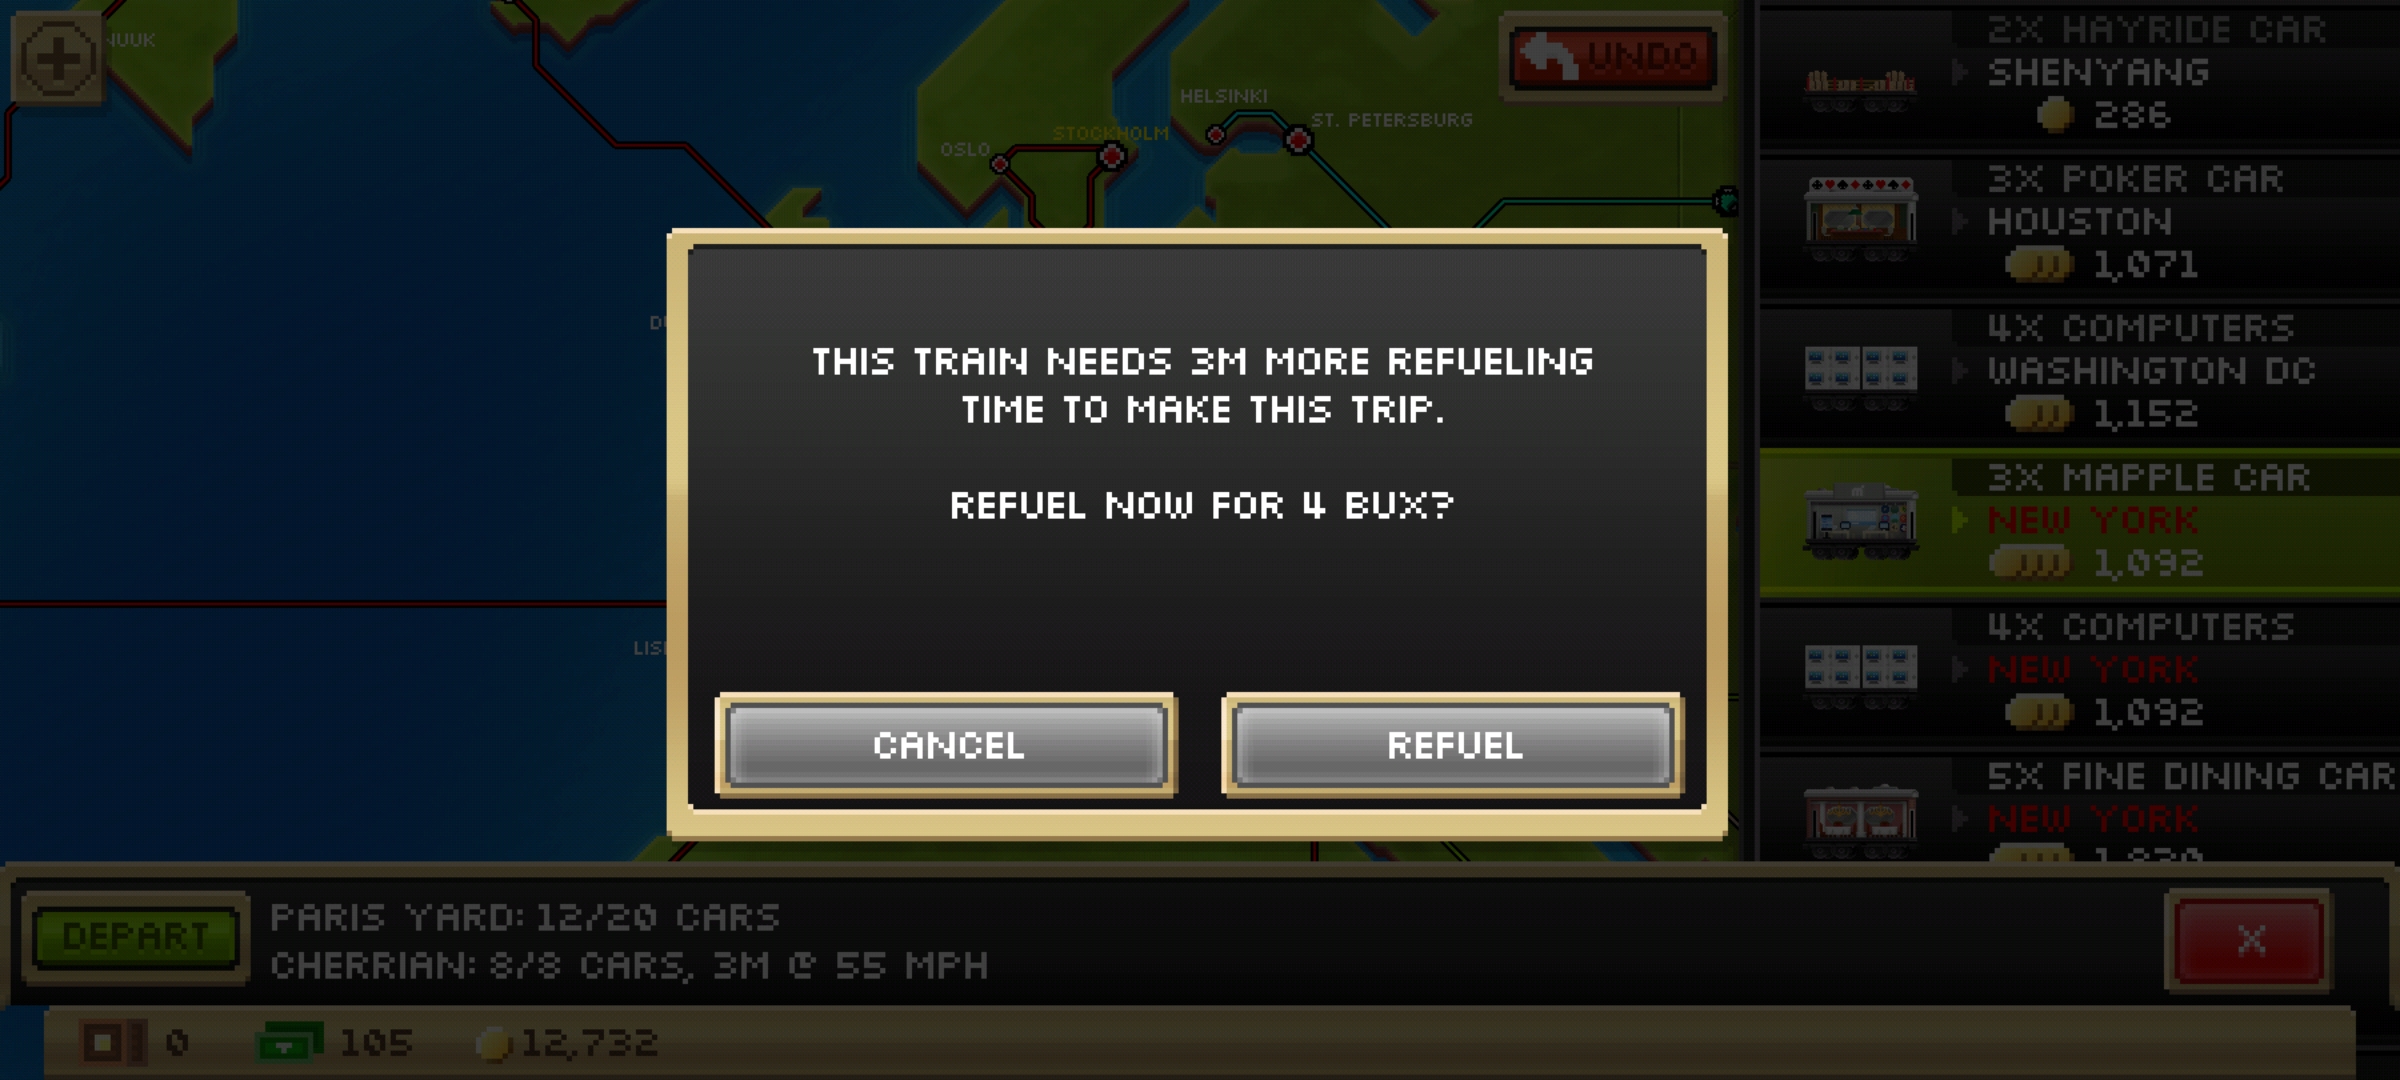 NUUK
HELSINKI
ST. PETERSBURG
STOCKHOLM
OSLO
UNDO
2X HAYRIDE CAR
SHENYANG
286
3X POKER CAR
HOUSTON
1,071
4X COMPUTERS
WASHINGTON DC
1,152
3X MAPPLE CAR
NEW YORK
1,092
4X COMPUTERS
NEW YORK
1,092
5X FINE DINING CAR
NEW YORK
THIS TRAIN NEEDS 3M MORE REFUELING
TIME TO MAKE THIS TRIP.
REFUEL NOW FOR 4 BUX?
CANCEL
REFUEL
DEPART
PARIS YARD: 12/20 CARS
CHERRIAN: 8/8 CARS, 3M @ 55 MPH
X
0
105
12,732